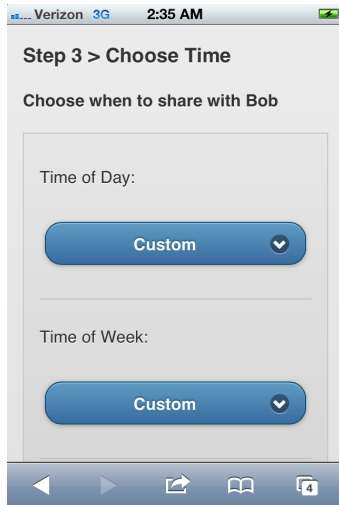 Verizon 3G 2:35 AM
Step 3 > Choose Time
Choose when to share with Bob
Time of Day:
Custom
Time of Week:
Custom
4